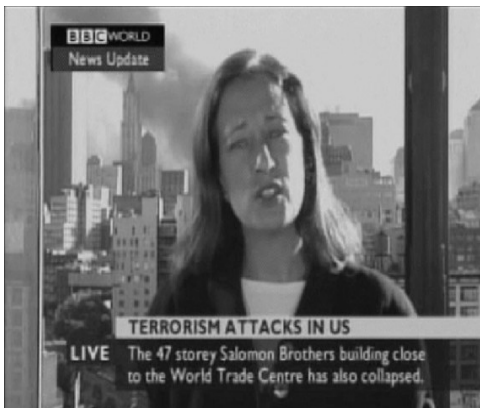 BBC WORLD
News Update
TERRORISM ATTACKS IN US
LIVE
The 47 storey Salomon Brothers building close
to the World Trade Centre has also collapsed.